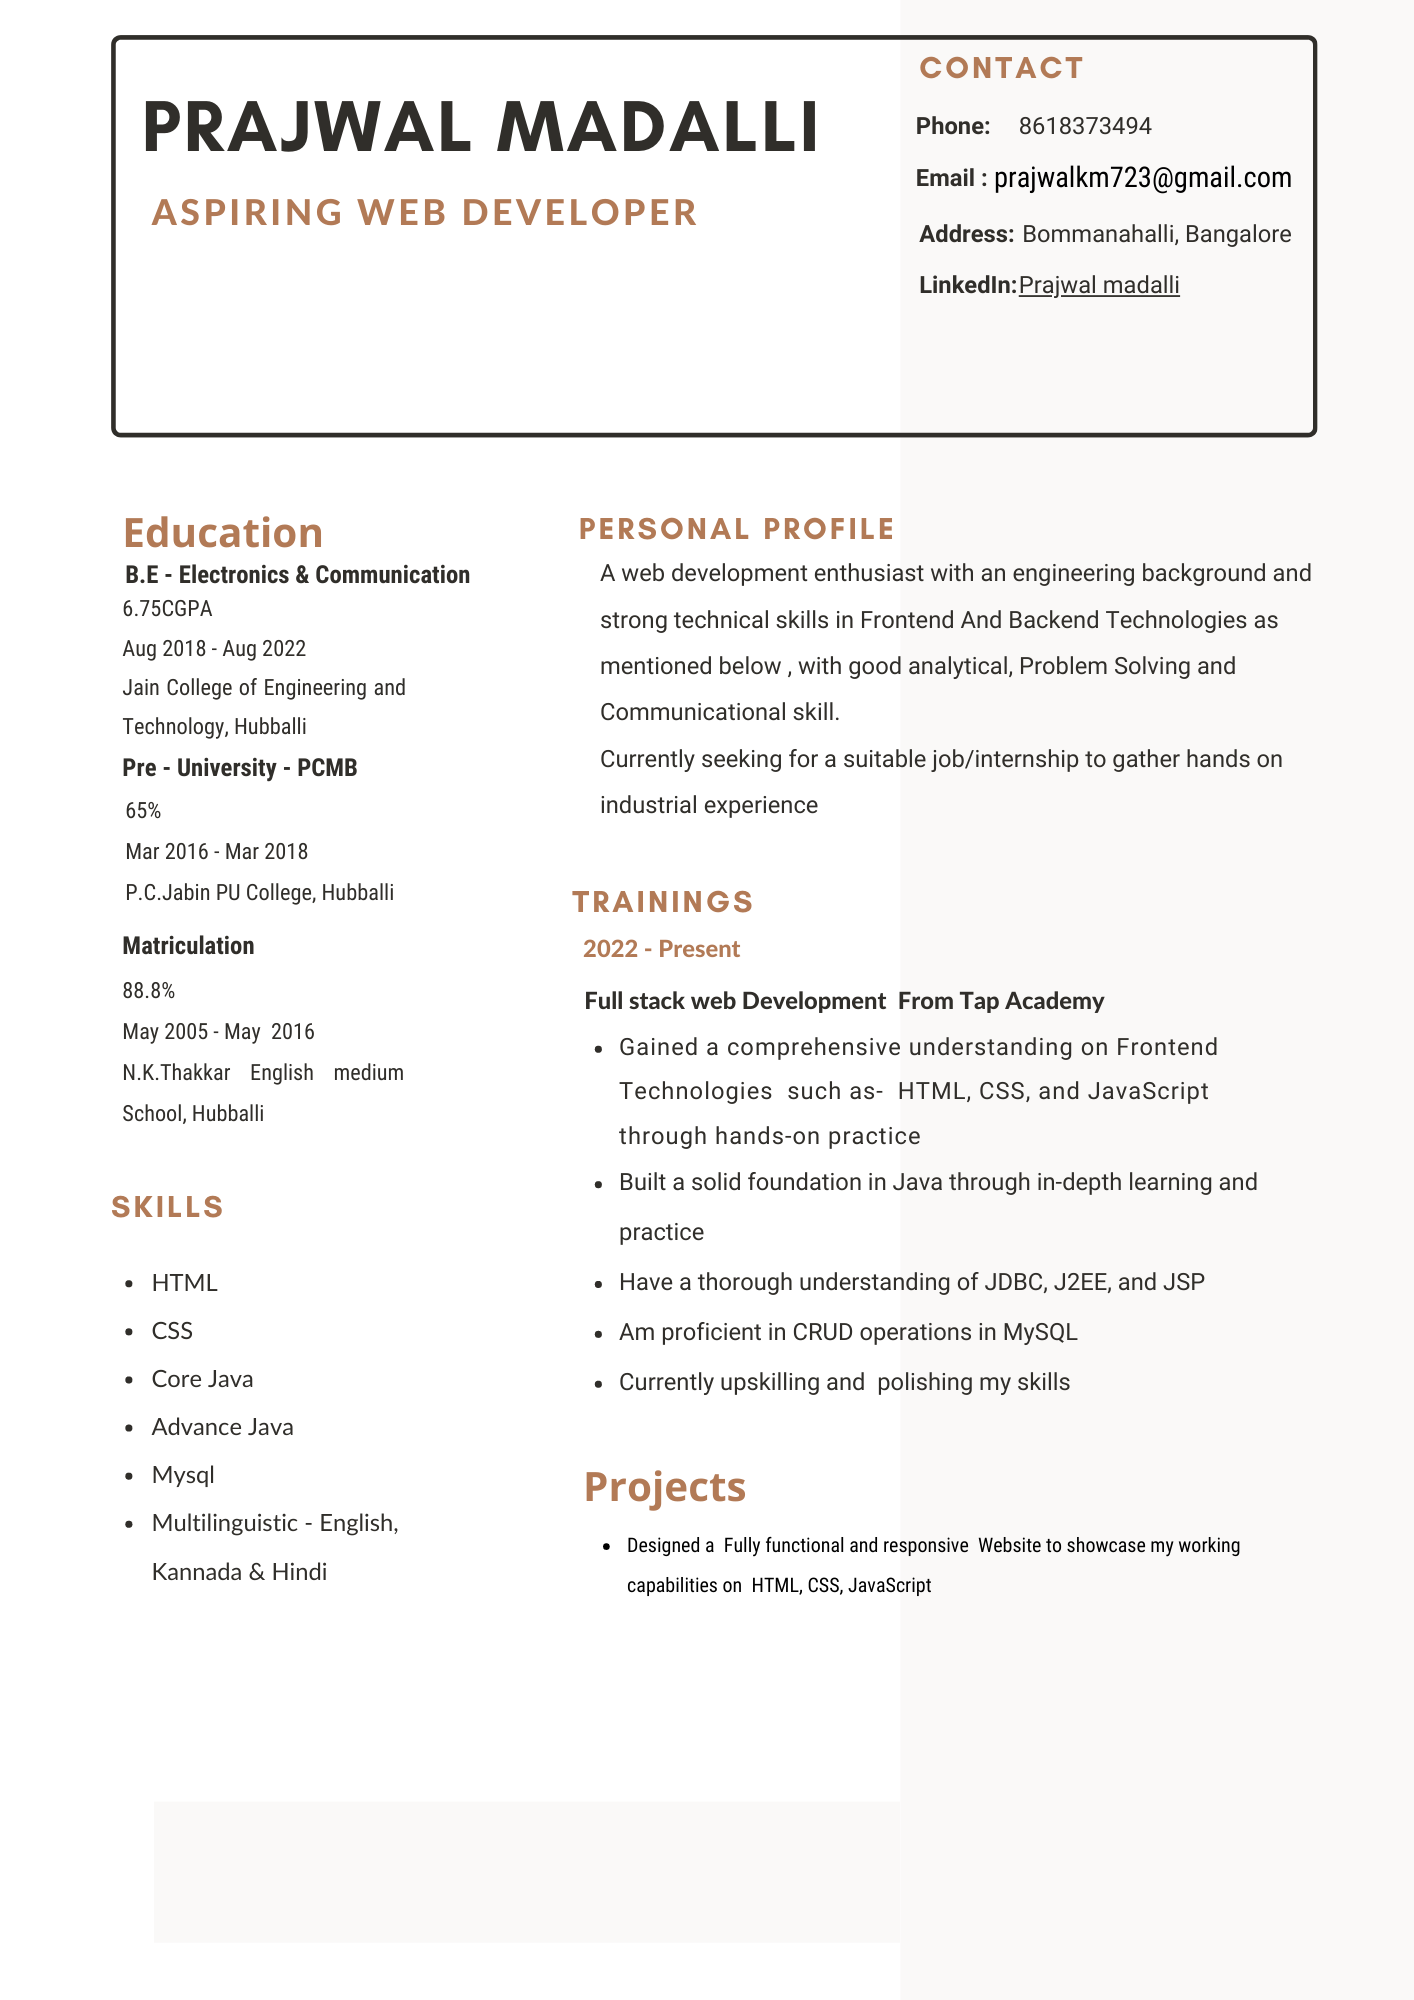 PRAJWAL MADALLI
ASPIRING WEB DEVELOPER
CONTACT
Phone: 8618373494
Email : prajwalkm723@gmail.com
Address: Bommanahalli, Bangalore
LinkedIn:Prajwal madalli
Education
B.E - Electronics & Communication
6.75CGPA
Aug 2018 - Aug 2022
Jain College of Engineering and
Technology, Hubballi
Pre - University - PCMB
65%
Mar 2016 - Mar 2018
P.C.Jabin PU College, Hubballi
Matriculation
88.8%
May 2005 - May 2016
N.K.Thakkar English medium
School, Hubballi
SKILLS
• HTML
• CSS
• Core Java
• Advance Java
• Mysql
• Multilinguistic - English,
Kannada & Hindi
PERSONAL PROFILE
A web development enthusiast with an engineering background and
strong technical skills in Frontend And Backend Technologies as
mentioned below , with good analytical, Problem Solving and
Communicational skill.
Currently seeking for a suitable job/internship to gather hands on
industrial experience
TRAININGS
2022 - Present
Full stack web Development From Tap Academy
• Gained a comprehensive understanding on Frontend
Technologies such as- HTML, CSS, and JavaScript
through hands-on practice
• Built a solid foundation in Java through in-depth learning and
practice
• Have a thorough understanding of JDBC, J2EE, and JSP
• Am proficient in CRUD operations in MySQL
• Currently upskilling and polishing my skills
Projects
• Designed a Fully functional and responsive Website to showcase my working
capabilities on HTML, CSS, JavaScript